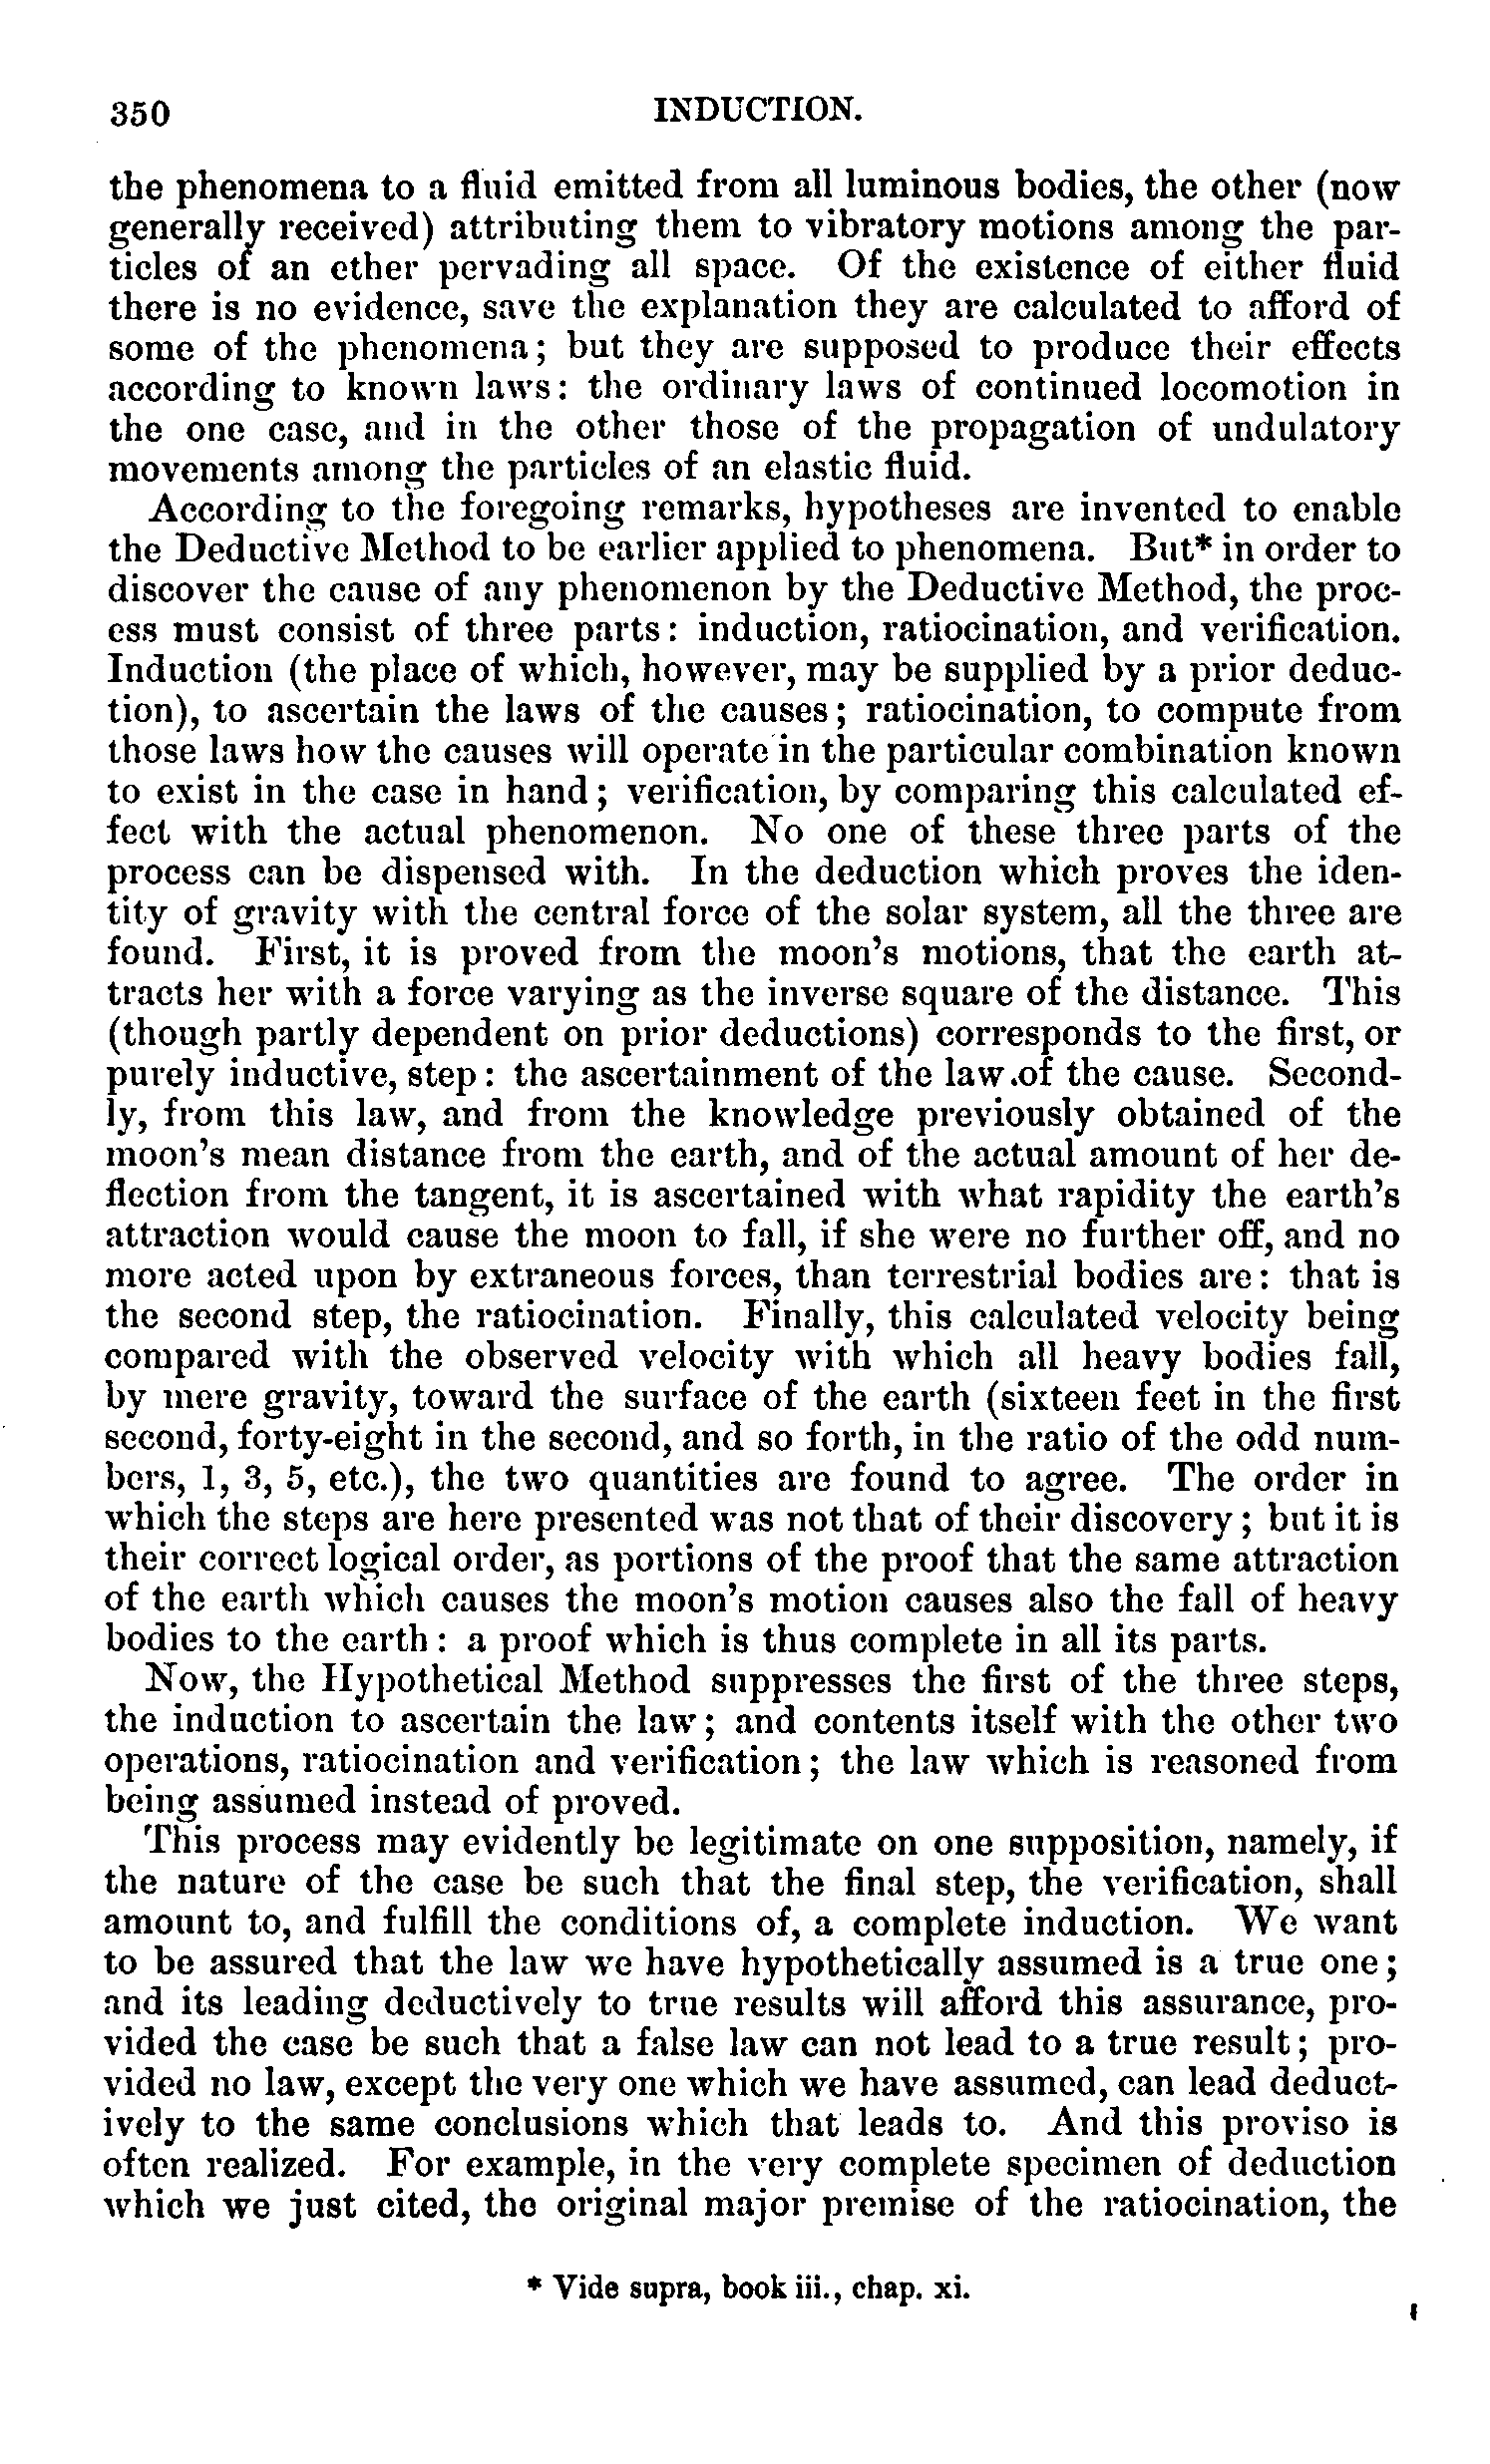 350 INDUCTION.
the phenomena to a fluid emitted from all luminous bodies, the other (now
generally received) attributing them to vibratory motions among the par-
ticles of an ether pervading all space. Of the existence of either fluid
there is no evidence, save the explanation they are calculated to afford of
some of the phenomena; but they are supposed to produce their effects
according to known laws: the ordinary laws of continued locomotion in
the one case, and in the other those of the propagation of undulatory
movements among the particles of an elastic fluid.
According to the foregoing remarks, hypotheses are invented to enable
the Deductive Method to be earlier applied to phenomena. But* in order to
discover the cause of any phenomenon by the Deductive Method, the proc-
ess must consist of three parts: induction, ratiocination, and verification.
Induction (the place of which, however, may be supplied by a prior deduc-
tion), to ascertain the laws of the causes; ratiocination, to compute from
those laws how the causes will operate in the particular combination known
to exist in the case in hand; verification, by comparing this calculated ef-
fect with the actual phenomenon. No one of these three parts of the
process can be dispensed with. In the deduction which proves the iden-
tity of gravity with the central force of the solar system, all the three are
found. First, it is proved from the moon's motions, that the earth at-
tracts her with a force varying as the inverse square of the distance. This
(though partly dependent on prior deductions) corresponds to the first, or
purely inductive, step: the ascertainment of the law of the cause. Second-
ly, from this law, and from the knowledge previously obtained of the
moon's mean distance from the earth, and of the actual amount of her de-
flection from the tangent, it is ascertained with what rapidity the earth's
attraction would cause the moon to fall, if she were no further off, and no
more acted upon by extraneous forces, than terrestrial bodies are: that is
the second step, the ratiocination. Finally, this calculated velocity being
compared with the observed velocity with which all heavy bodies fall,
by mere gravity, toward the surface of the earth (sixteen feet in the first
second, forty-eight in the second, and so forth, in the ratio of the odd num-
bers, 1, 3, 5, etc.), the two quantities are found to agree. The order in
which the steps are here presented was not that of their discovery; but it is
their correct logical order, as portions of the proof that the same attraction
of the earth which causes the moon's motion causes also the fall of heavy
bodies to the earth: a proof which is thus complete in all its parts.
Now, the Hypothetical Method suppresses the first of the three steps,
the induction to ascertain the law; and contents itself with the other two
operations, ratiocination and verification; the law which is reasoned from
being assumed instead of proved.
This process may evidently be legitimate on one supposition, namely, if
the nature of the case be such that the final step, the verification, shall
amount to, and fulfill the conditions of, a complete induction. We want
to be assured that the law we have hypothetically assumed is a true one;
and its leading deductively to true results will afford this assurance, pro-
vided the case be such that a false law can not lead to a true result; pro-
vided no law, except the very one which we have assumed, can lead deduct-
ively to the same conclusions which that leads to. And this proviso is
often realized. For example, in the very complete specimen of deduction
which we just cited, the original major premise of the ratiocination, the
* Vide supra, book iii., chap. xi.